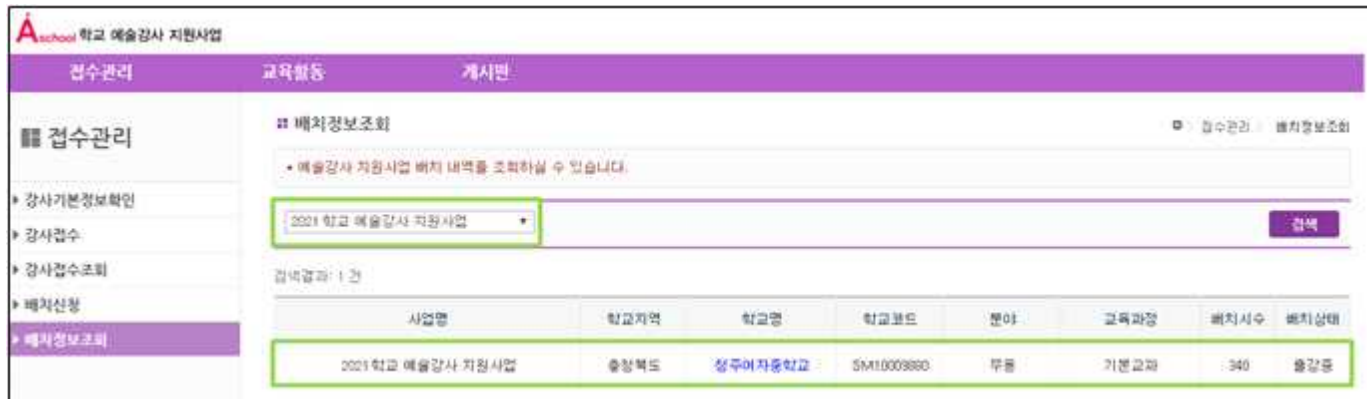 Aschool 학교 예술강사 지원사업
접수관리 교육활동 게시판
접수관리
배치정보조회
접수관리 배치정보조회
• 예술강사 지원사업 배치 내역을 조회하실 수 있습니다.
강사기본정보확인
2021 학교 예술강사 지원사업
검색
강사접수
강사접수조회
검색결과: 1 건
배치신청
사업명 학교지역 학교명 학교코드 분야 교육과정 배치시수 배치상태
배치정보조회
2021 학교 예술강사 지원사업 충청북도 청주여자중학교 무용 기본교과 340 출강중